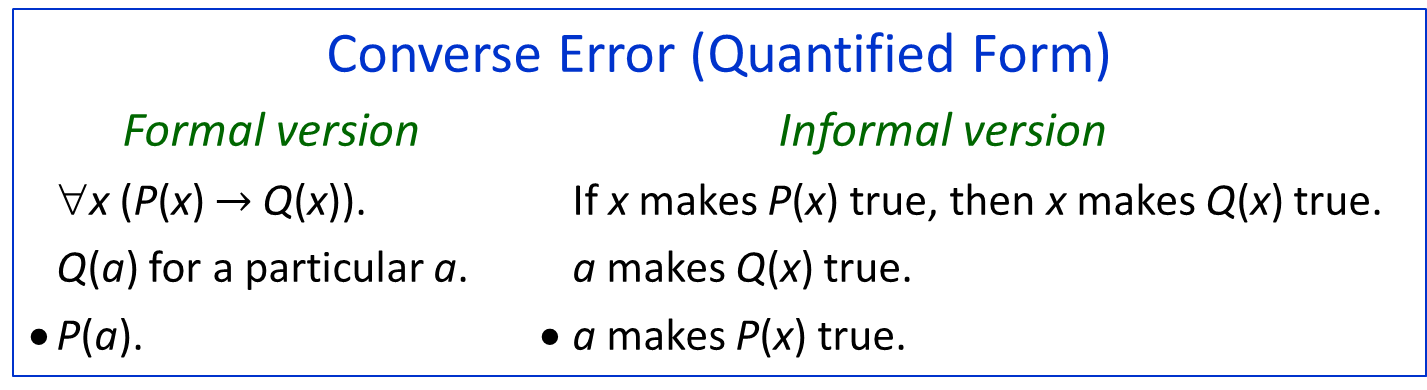 Converse Error (Quantified Form)
Formal version Informal version
∀x (P(x) → Q(x)). If x makes P(x) true, then x makes Q(x) true.
Q(a) for a particular a. a makes Q(x) true.
• P(a). • a makes P(x) true.